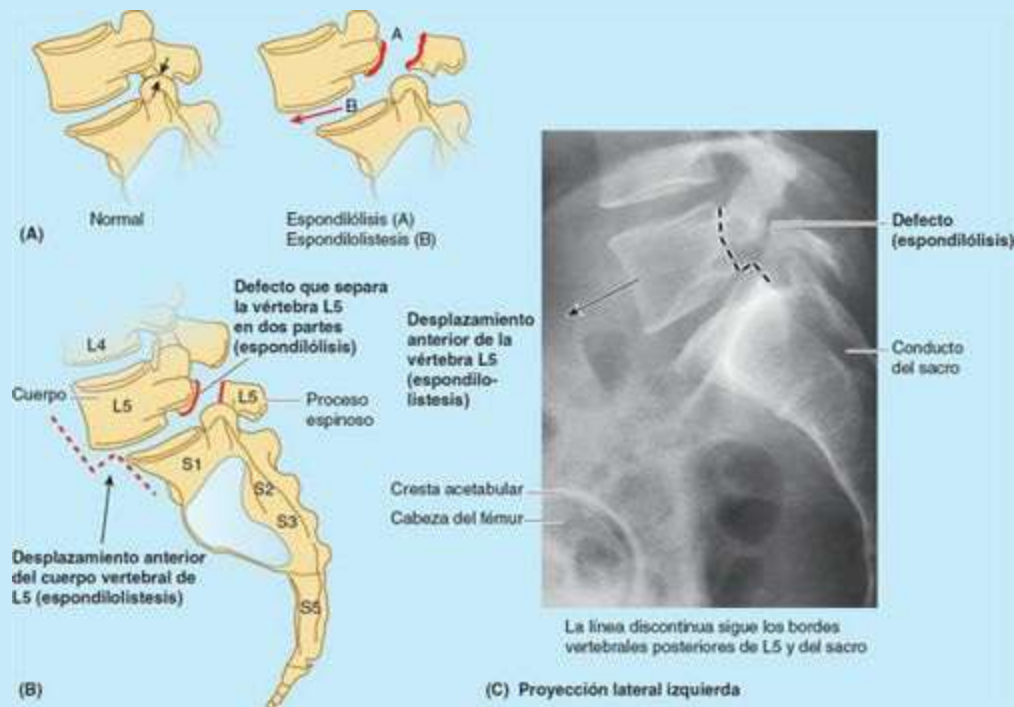 A
B
Normal
Espondilólisis (A)
Espondilolistesis (B)
(A)
Defecto que separa
la vértebra L5
en dos partes
(espondilólisis)
L4
Cuerpo
L5
L5
Proceso
espinoso
S1
S2
S3
S5
Desplazamiento anterior
del cuerpo vertebral de
L5 (espondilolistesis)
(B)
Defecto
(espondilólisis)
Desplazamiento
anterior de la
vértebra L5
(espondilo-
listesis)
Conducto
del sacro
Cresta acetabular
Cabeza del fémur
La línea discontinua sigue los bordes
vertebrales posteriores de L5 y del sacro
(C) Proyección lateral izquierda